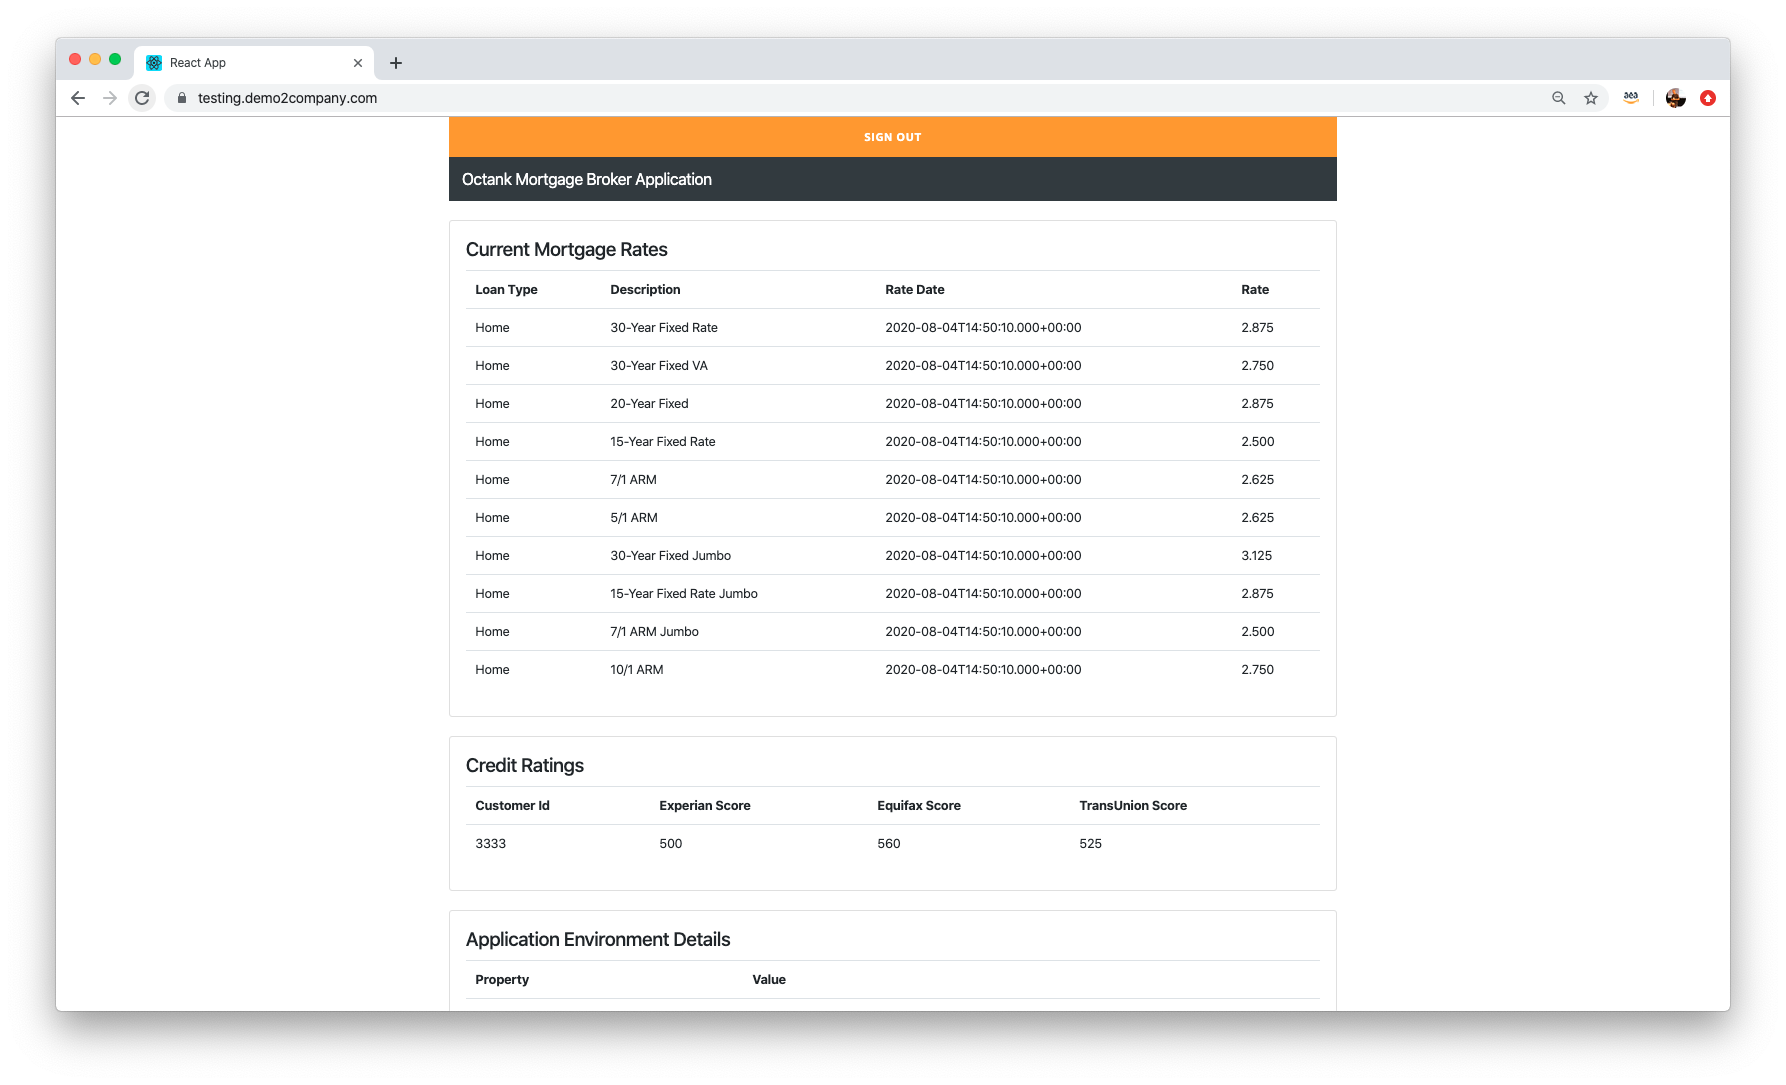 React App
testing.demo2company.com
SIGN OUT
Octank Mortgage Broker Application
Current Mortgage Rates
Loan Type Description Rate Date Rate
Home 30-Year Fixed Rate 2020-08-04T14:50:10.000+00:00 2.875
Home 30-Year Fixed VA 2020-08-04T14:50:10.000+00:00 2.750
Home 20-Year Fixed 2020-08-04T14:50:10.000+00:00 2.875
Home 15-Year Fixed Rate 2020-08-04T14:50:10.000+00:00 2.500
Home 7/1 ARM 2020-08-04T14:50:10.000+00:00 2.625
Home 5/1 ARM 2020-08-04T14:50:10.000+00:00 2.625
Home 30-Year Fixed Jumbo 2020-08-04T14:50:10.000+00:00 3.125
Home 15-Year Fixed Rate Jumbo 2020-08-04T14:50:10.000+00:00 2.875
Home 7/1 ARM Jumbo 2020-08-04T14:50:10.000+00:00 2.500
Home 10/1 ARM 2020-08-04T14:50:10.000+00:00 2.750
Credit Ratings
Customer Id Experian Score Equifax Score TransUnion Score
3333 500 560 525
Application Environment Details
Property Value